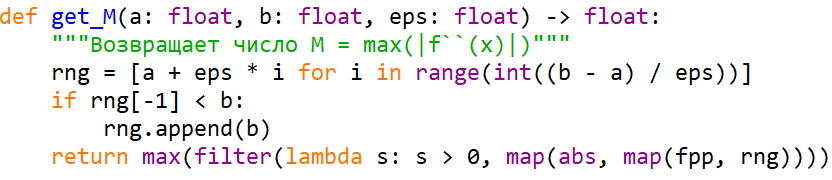 def get_M(a: float, b: float, eps: float) -> float:
    """Возвращает число M = max(|f``(x)|)"""
    rng = [a + eps * i for i in range(int((b - a) / eps))]
    if rng[-1] < b:
        rng.append(b)
    return max(filter(lambda s: s > 0, map(abs, map(fpp, rng))))